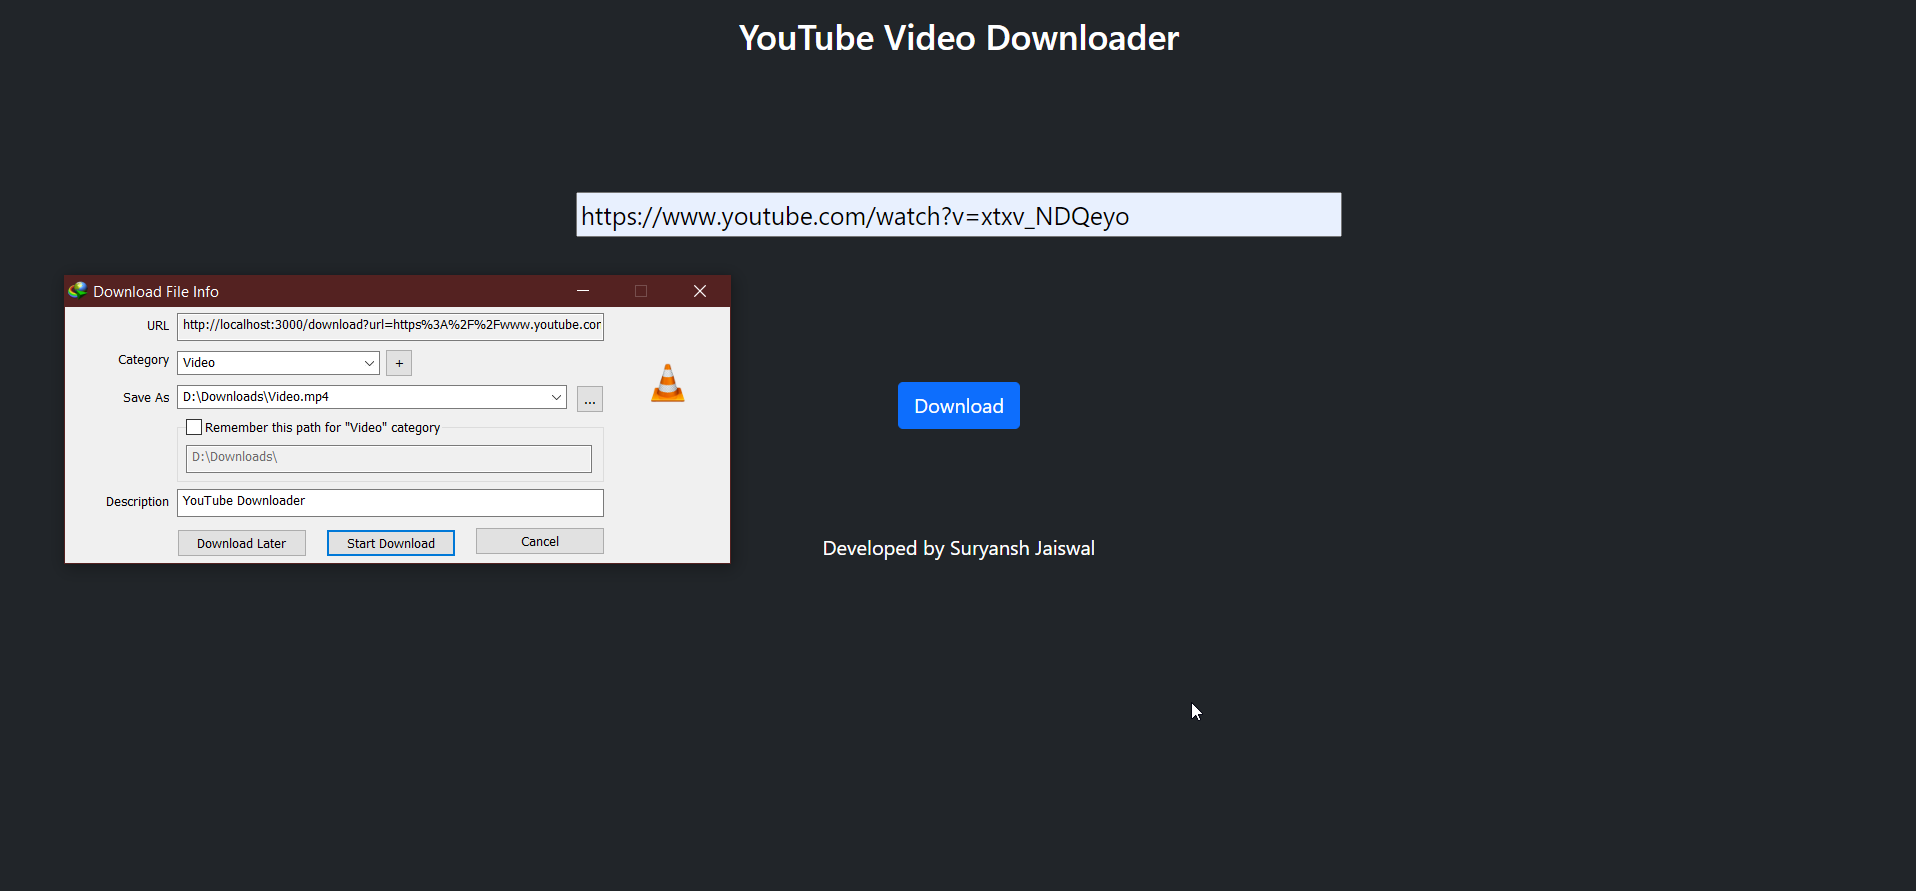 YouTube Video Downloader
https://www.youtube.com/watch?v=xtxv_NDQeyo
Download File Info
URL http://localhost:3000/download?url=https%3A%2F%2Fwww.youtube.cor
Category Video +
Save As D:\Downloads\Video.mp4 ...
Remember this path for "Video" category
D:\Downloads\
Description YouTube Downloader
Download Later Start Download Cancel
Download
Developed by Suryansh Jaiswal